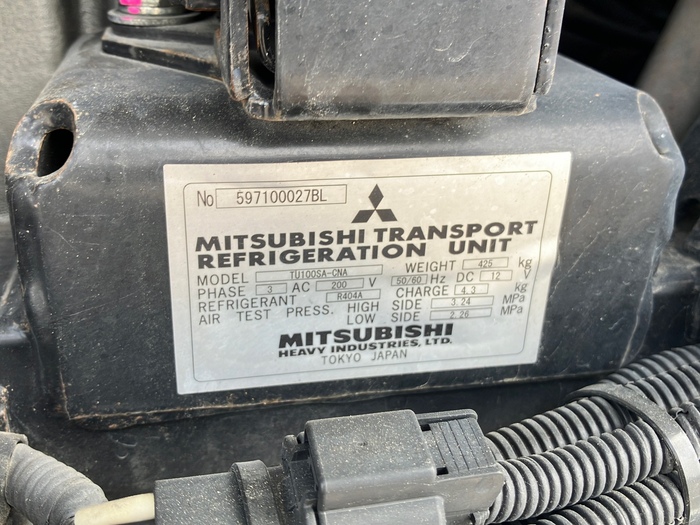 No 597100027BL
MITSUBISHI TRANSPORT
REFRIGERATION UNIT
MODEL TU100SA-CNA WEIGHT 425 kg
PHASE 3 AC 200 V 50/60 Hz DC 12 V
REFRIGERANT R404A CHARGE 4.3 kg
AIR TEST PRESS. HIGH SIDE 3.24 MPa
LOW SIDE 2.26 MPa
MITSUBISHI
HEAVY INDUSTRIES, LTD.
TOKYO JAPAN